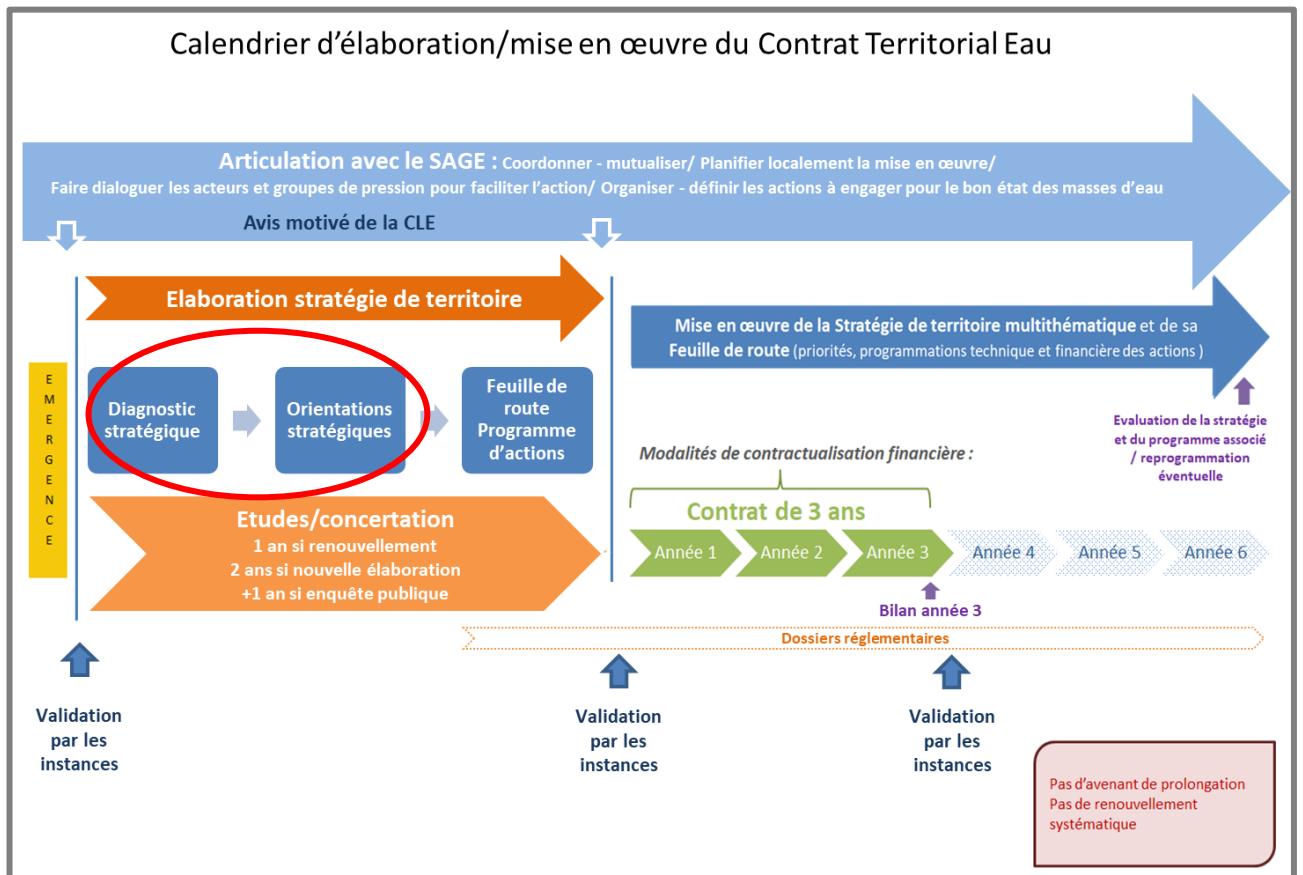 Calendrier d’élaboration/mise en œuvre du Contrat Territorial Eau
Articulation avec le SAGE : Coordonner - mutualiser/ Planifier localement la mise en œuvre/
Faire dialoguer les acteurs et groupes de pression pour faciliter l’action/ Organiser - définir les actions à engager pour le bon état des masses d’eau
Avis motivé de la CLE
Elaboration stratégie de territoire
EMERGENCE
Diagnostic
stratégique
Orientations
stratégiques
Feuille de
route
Programme
d’actions
Etudes/concertation
1 an si renouvellement
2 ans si nouvelle élaboration
+1 an si enquête publique
Mise en œuvre de la Stratégie de territoire multithématique et de sa
Feuille de route (priorités, programmations technique et financière des actions )
Evaluation de la stratégie
et du programme associé
/ reprogrammation
éventuelle
Modalités de contractualisation financière :
Contrat de 3 ans
Année 1
Année 2
Année 3
Année 4
Année 5
Année 6
Bilan année 3
Dossiers réglementaires
Validation
par les
instances
Validation
par les
instances
Validation
par les
instances
Pas d’avenant de prolongation
Pas de renouvellement
systématique